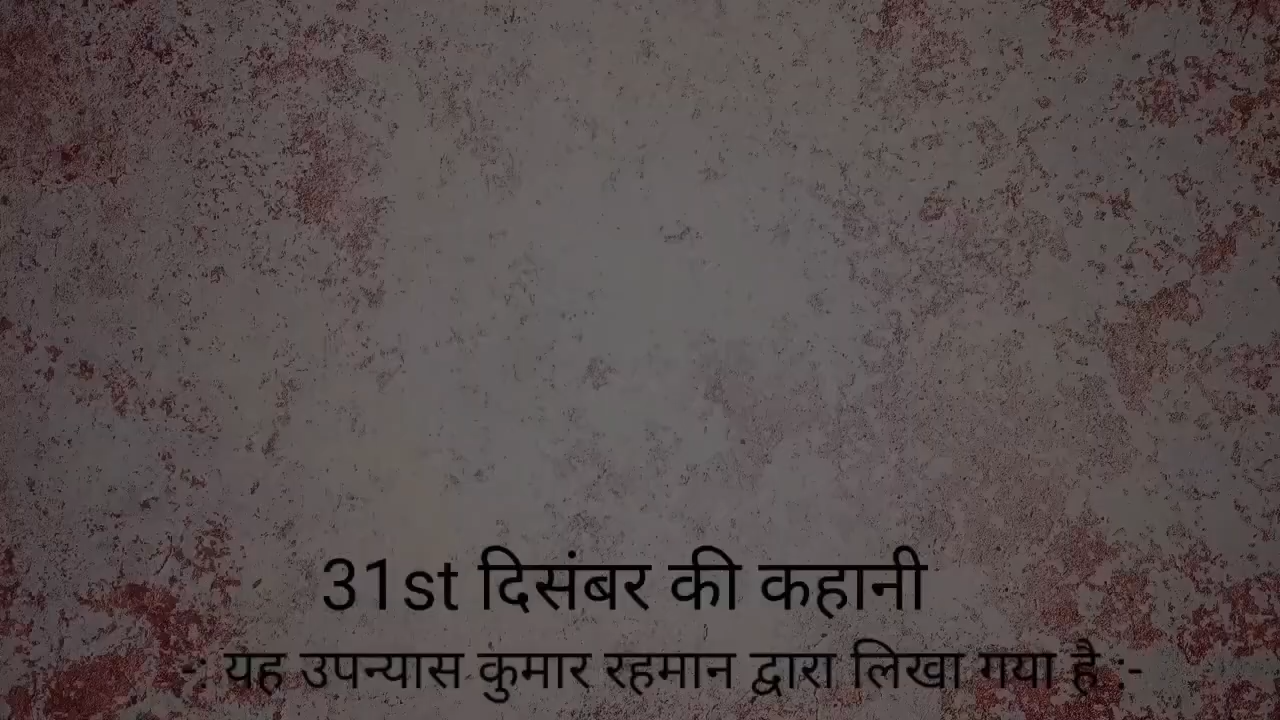 31st दिसंबर की कहानी
-: यह उपन्यास कुमार रहमान द्वारा लिखा गया है :-